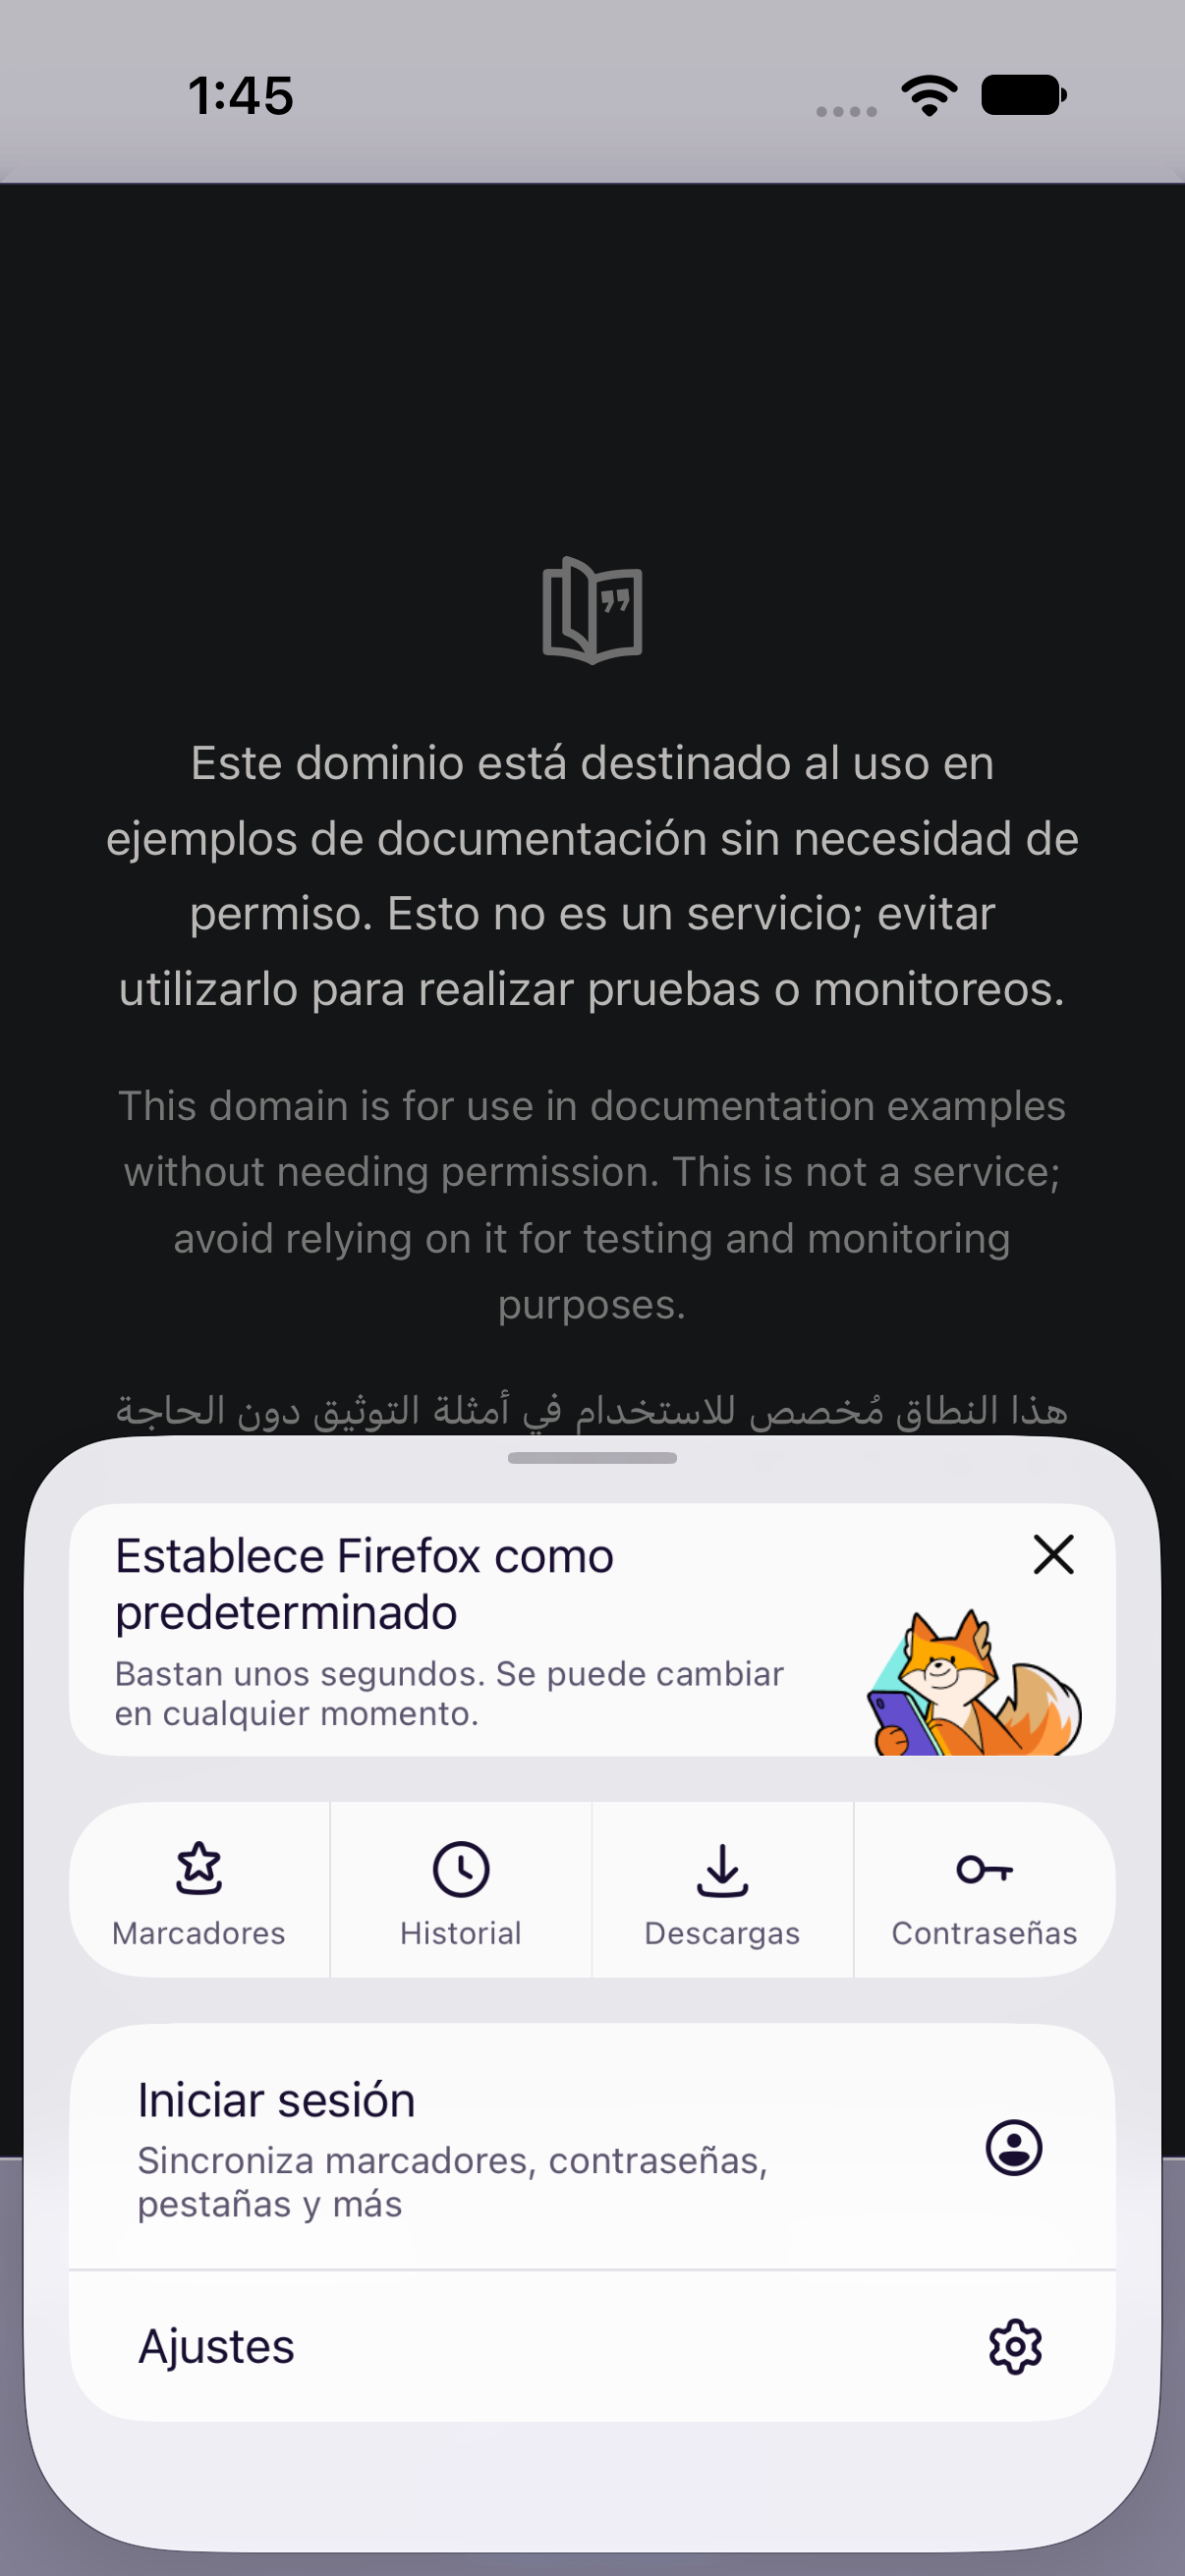 1:45
Este dominio está destinado al uso en
ejemplos de documentación sin necesidad de
permiso. Esto no es un servicio; evitar
utilizarlo para realizar pruebas o monitoreos.
This domain is for use in documentation examples
without needing permission. This is not a service;
avoid relying on it for testing and monitoring
purposes.
هذا النطاق مُخصص للاستخدام في أمثلة التوثيق دون الحاجة
Establece Firefox como
predeterminado
Bastan unos segundos. Se puede cambiar
en cualquier momento.
Marcadores
Historial
Descargas
Contraseñas
Iniciar sesión
Sincroniza marcadores, contraseñas,
pestañas y más
Ajustes